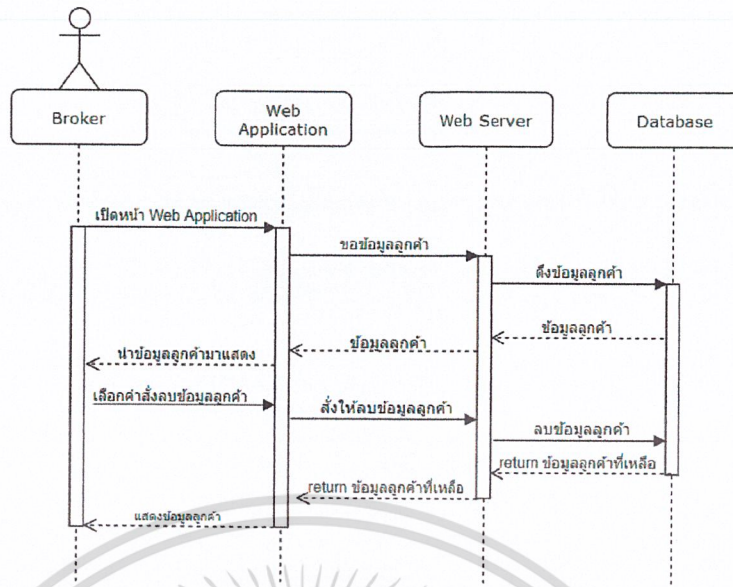 Broker
Web
Application
Web Server
Database
เปิดหน้า Web Application
ขอข้อมูลลูกค้า
ดึงข้อมูลลูกค้า
ข้อมูลลูกค้า
ข้อมูลลูกค้า
นำข้อมูลลูกค้ามาแสดง
เลือกคำสั่งลบข้อมูลลูกค้า
สั่งให้ลบข้อมูลลูกค้า
ลบข้อมูลลูกค้า
return ข้อมูลลูกค้าที่เหลือ
return ข้อมูลลูกค้าที่เหลือ
แสดงข้อมูลลูกค้า